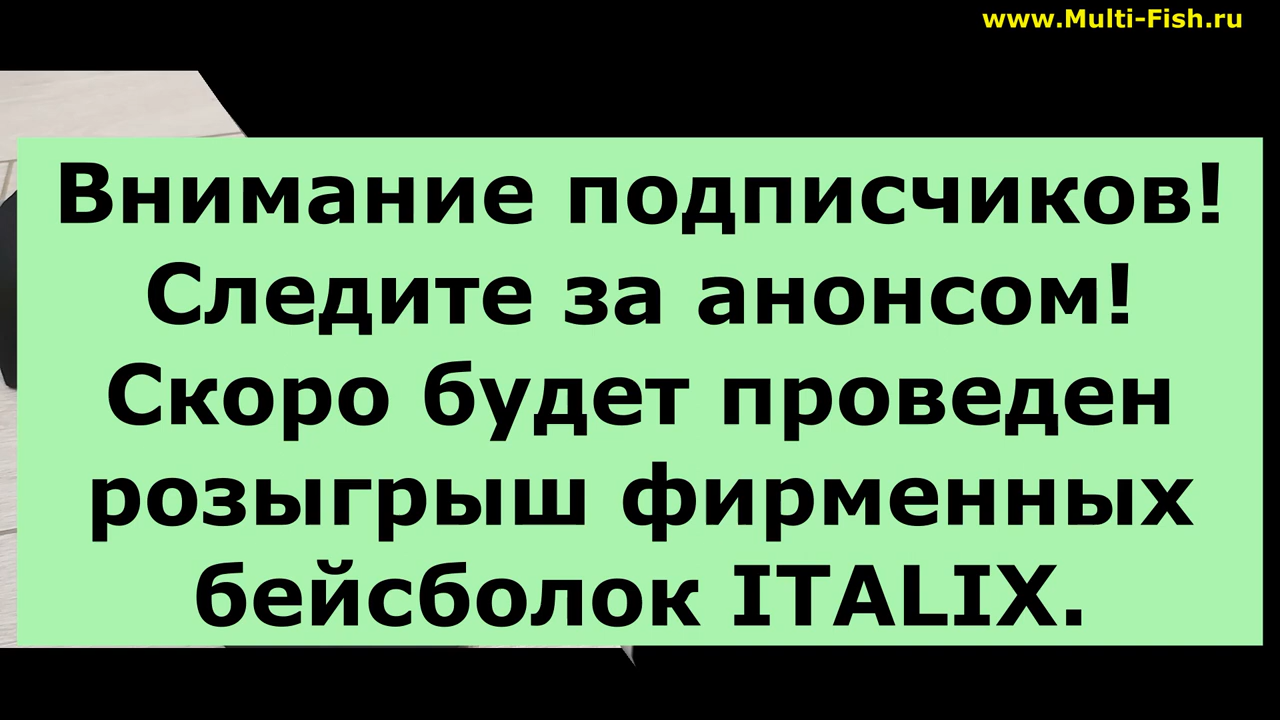 www.Multi-Fish.ru
Внимание подписчиков!
Следите за анонсом!
Скоро будет проведен
розыгрыш фирменных
бейсболок ITALIX.